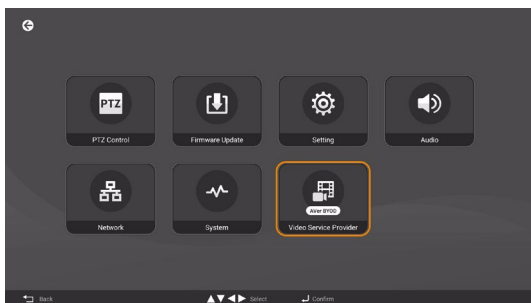 PTZ
PTZ Control
Firmware Update
Setting
Audio
Network
System
AVer BYOD
Video Service Provider
Back
Select
Confirm